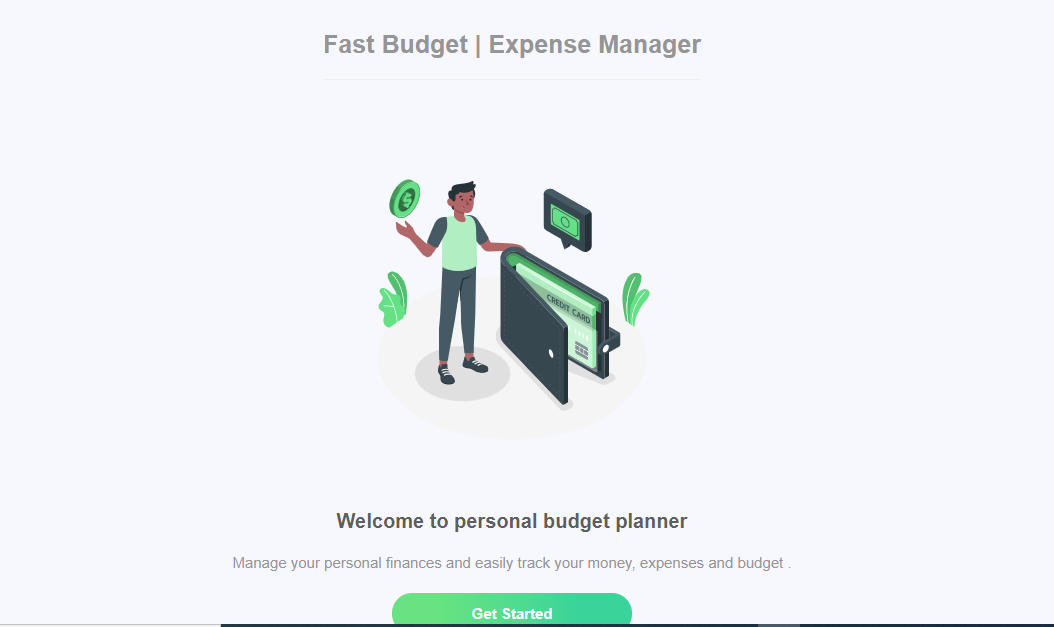 Fast Budget | Expense Manager
$
CREDIT CARD
Welcome to personal budget planner
Manage your personal finances and easily track your money, expenses and budget .
Get Started